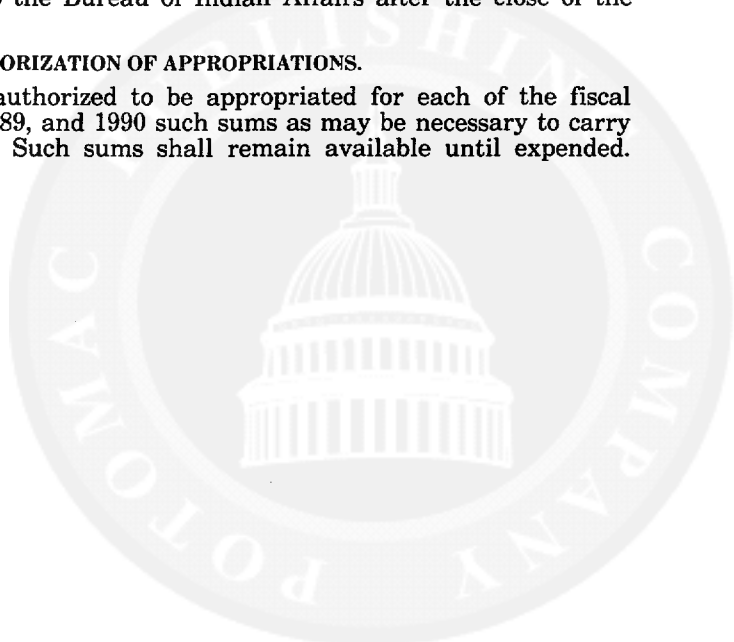 the Bureau of Indian Affairs after the close of the
ORIZATION OF APPROPRIATIONS.
authorized to be appropriated for each of the fiscal
89, and 1990 such sums as may be necessary to carry
Such sums shall remain available until expended.
POTOMAC PUBLISHING COMPANY